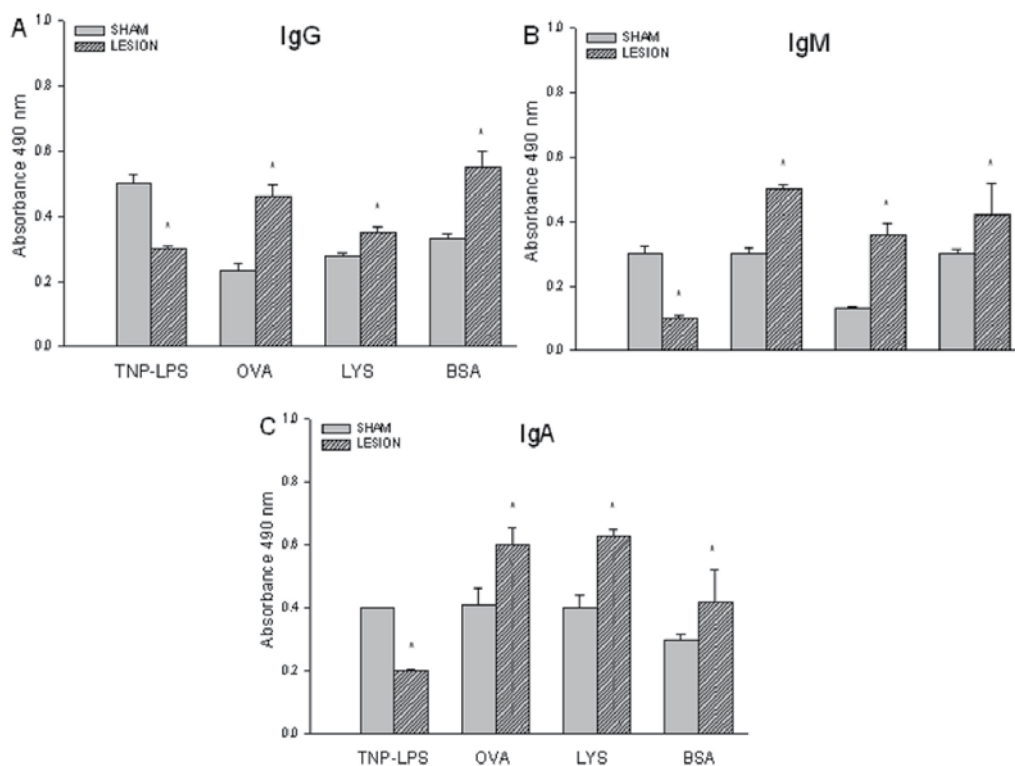 A
IgG
SHAM
LESION
Absorbance 490 nm
1.0
0.8
0.6
0.4
0.2
0.0
*
*
*
*
TNP-LPS OVA LYS BSA
B
IgM
SHAM
LESION
Absorbance 490 nm
1.0
0.8
0.6
0.4
0.2
0.0
*
*
*
*
C
IgA
SHAM
LESION
Absorbance 490 nm
1.0
0.8
0.6
0.4
0.2
0.0
*
*
*
*
TNP-LPS OVA LYS BSA